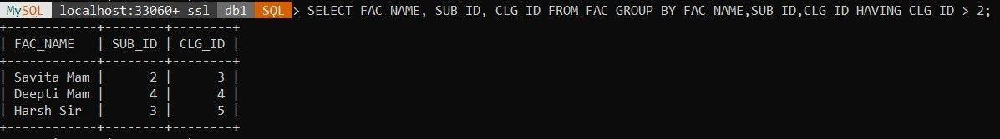 MySQL localhost:33060+ ssl db1 SQL > SELECT FAC_NAME, SUB_ID, CLG_ID FROM FAC GROUP BY FAC_NAME,SUB_ID,CLG_ID HAVING CLG_ID > 2;
+------------+--------+--------+
| FAC_NAME   | SUB_ID | CLG_ID |
+------------+--------+--------+
| Savita Mam |      2 |      3 |
| Deepti Mam |      4 |      4 |
| Harsh Sir  |      3 |      5 |
+------------+--------+--------+